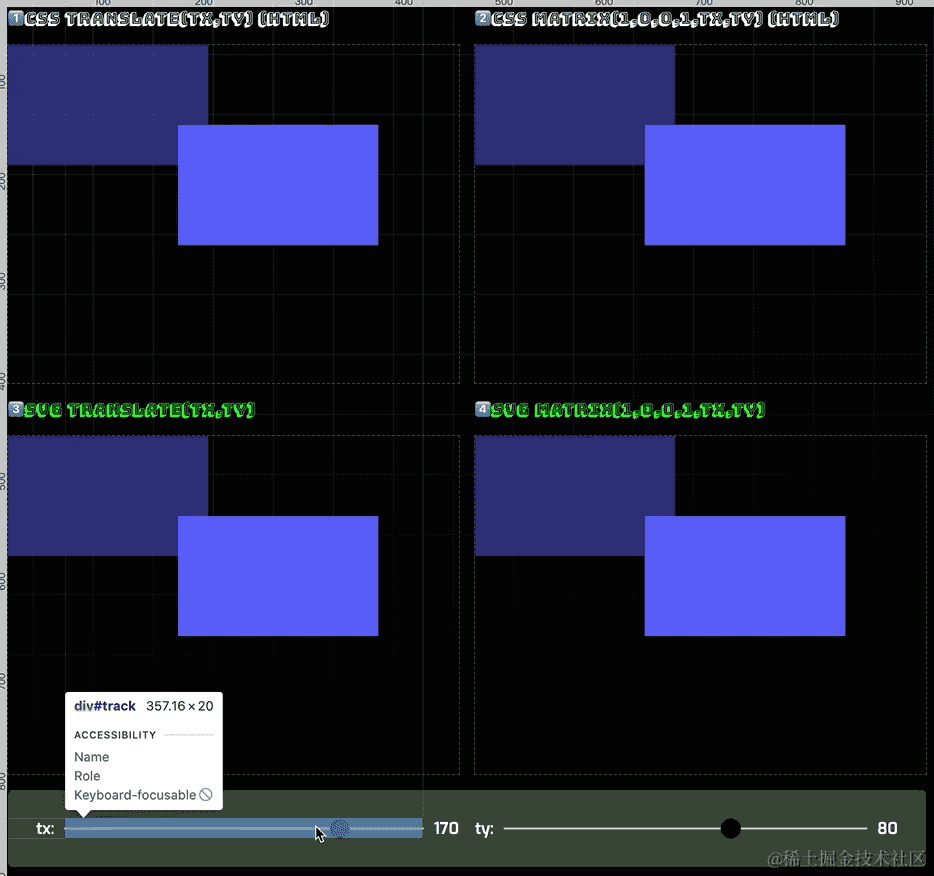 100 200 300 400 500 600 700 800 900
1 CSS TRANSLATE(TX,TY) (HTML)
2 CSS MATRIX(1,0,0,1,TX,TY) (HTML)
100
200
300
400
3 SVG TRANSLATE(TX,TY)
4 SVG MATRIX(1,0,0,1,TX,TY)
500
600
700
800
div#track 357.16 × 20
ACCESSIBILITY
Name
Role
Keyboard-focusable
tx: 170 ty: 80
@稀土掘金技术社区